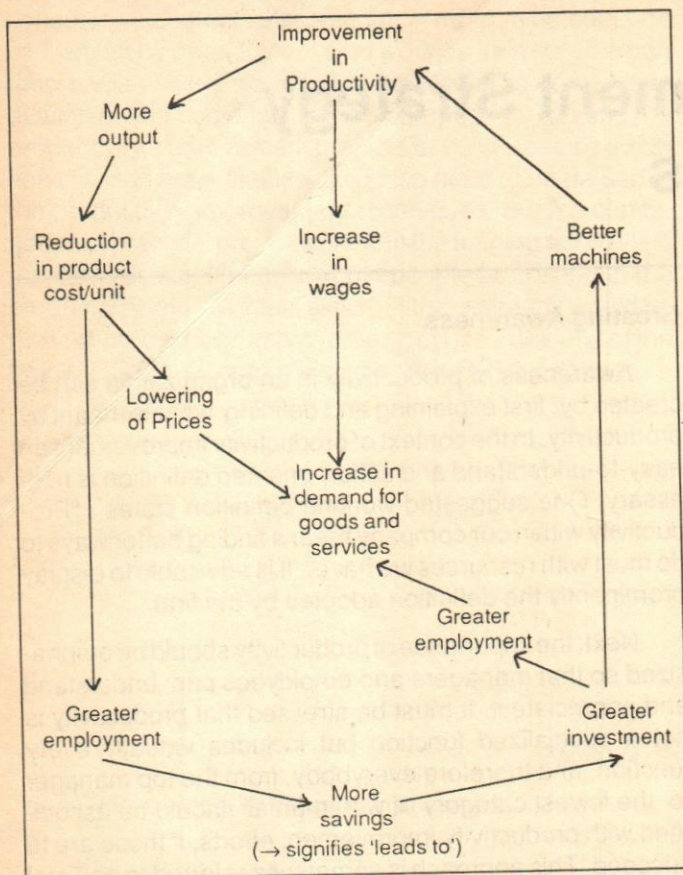 Improvement
in
Productivity
More
output
Reduction
in product
cost/unit
Increase
in
wages
Better
machines
Lowering
of Prices
Increase in
demand for
goods and
services
Greater
employment
Greater
employment
Greater
investment
More
savings
(→ signifies 'leads to')